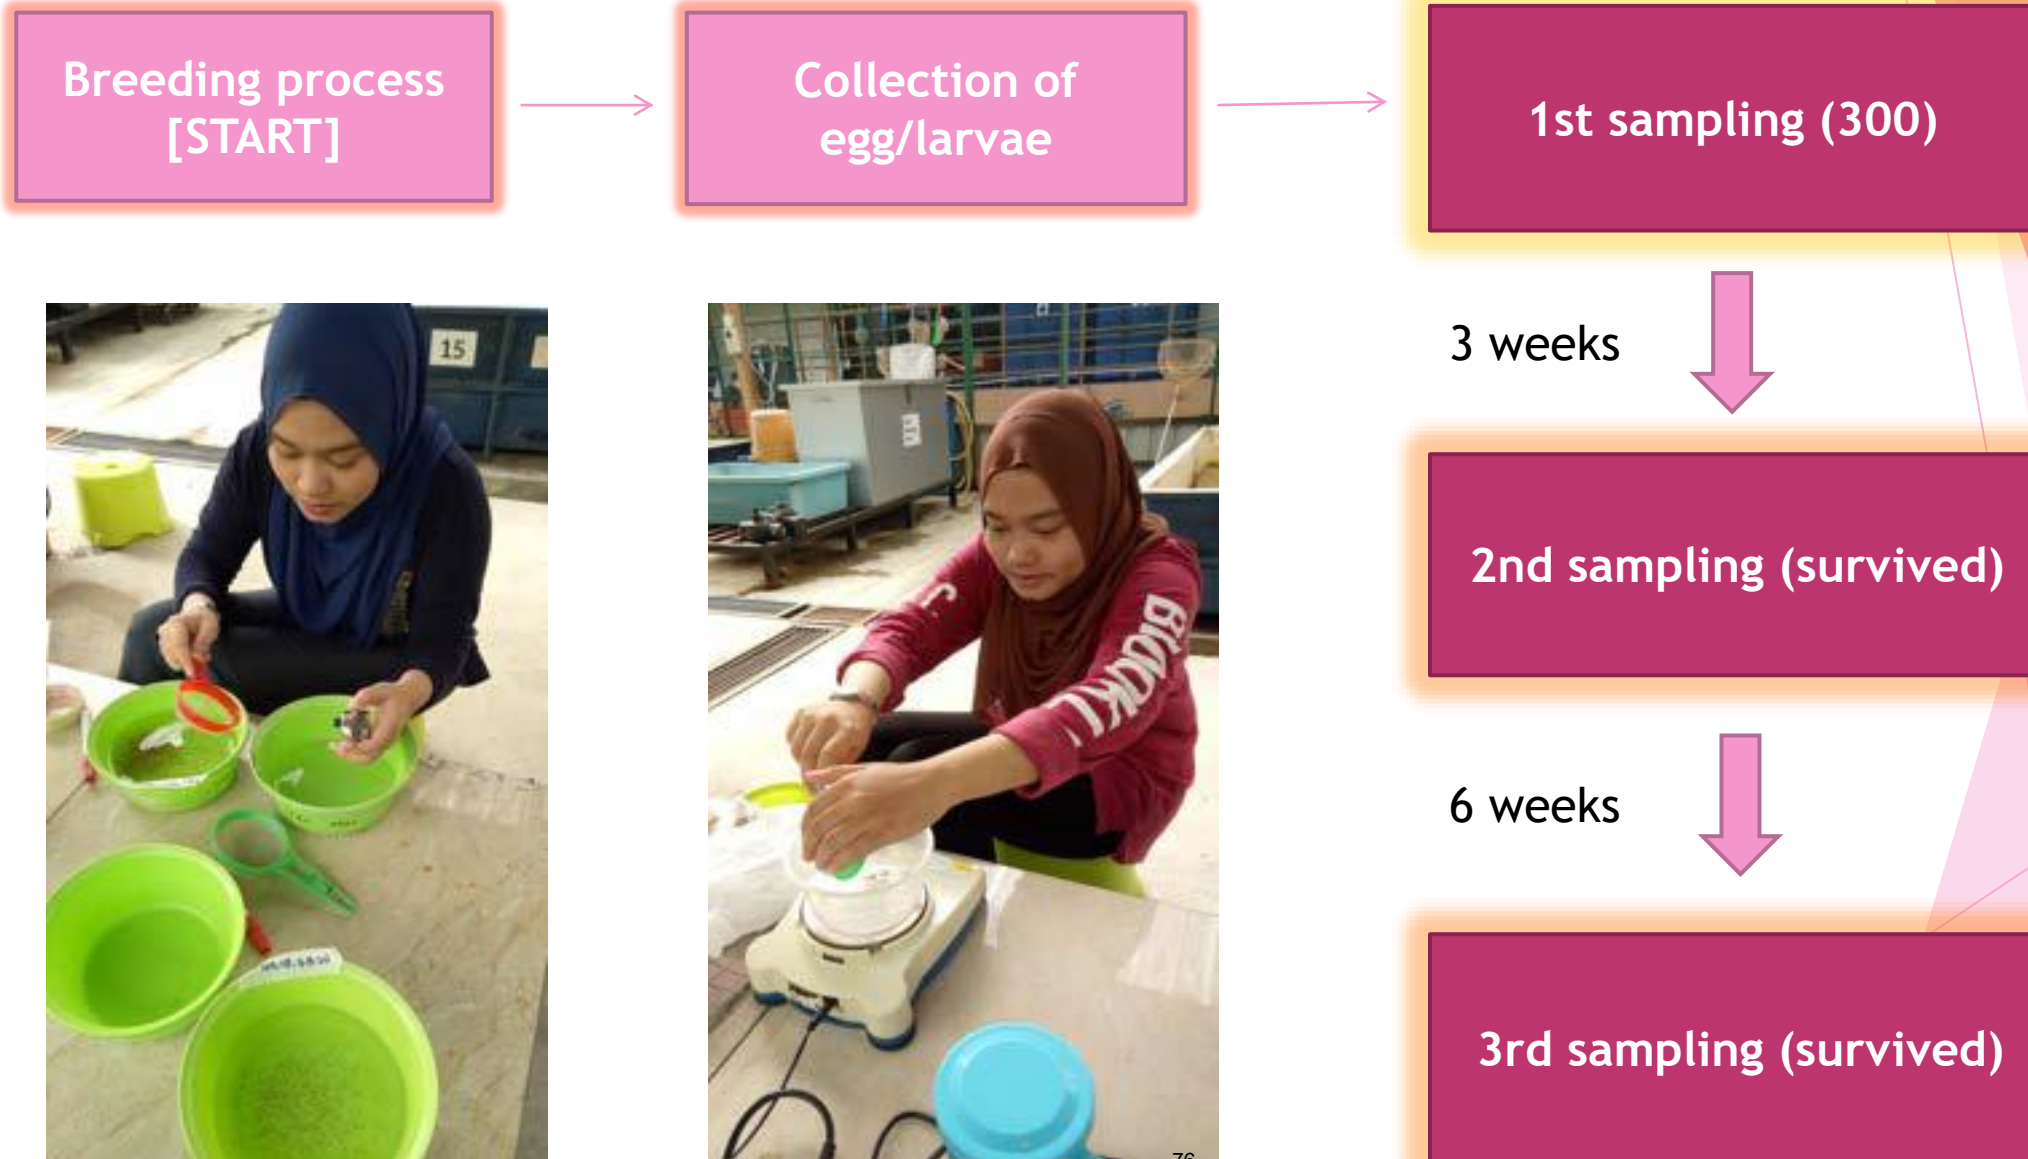 Breeding process
[START]
Collection of
egg/larvae
1st sampling (300)
3 weeks
2nd sampling (survived)
6 weeks
3rd sampling (survived)
15
76